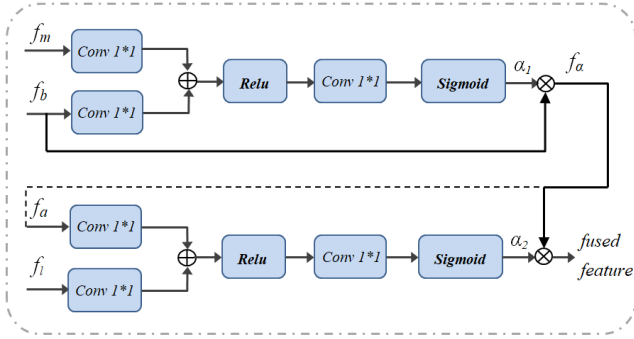 f_m Conv 1*1
f_b Conv 1*1
Relu Conv 1*1 Sigmoid α_1 f_α
f_a Conv 1*1
f_l Conv 1*1
Relu Conv 1*1 Sigmoid α_2
fused
feature